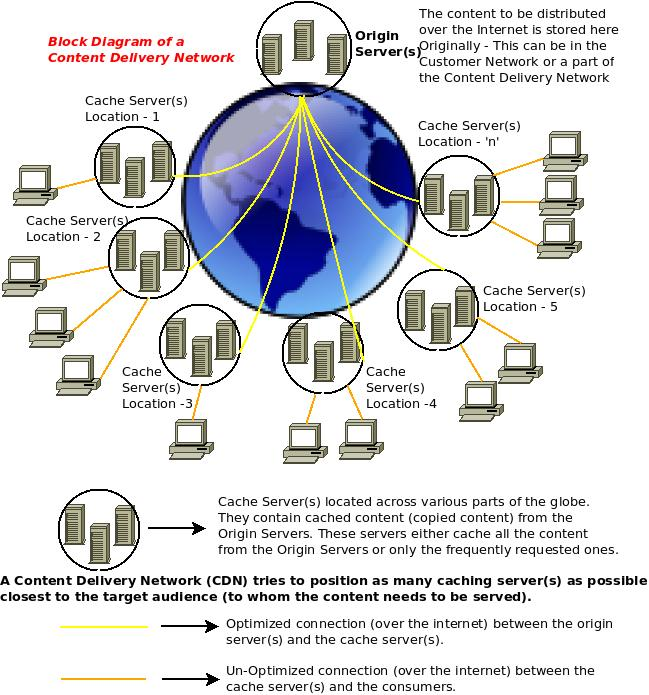 Block Diagram of a
Content Delivery Network
Origin
Server(s)
The content to be distributed
over the Internet is stored here
Originally - This can be in the
Customer Network or a part of
the Content Delivery Network
Cache Server(s)
Location - 1
Cache Server(s)
Location - 'n'
Cache Server(s)
Location - 2
Cache Server(s)
Location - 5
Cache
Server(s)
Location -3
Cache
Server(s)
Location -4
Cache Server(s) located across various parts of the globe.
They contain cached content (copied content) from the
Origin Servers. These servers either cache all the content
from the Origin Servers or only the frequently requested ones.
A Content Delivery Network (CDN) tries to position as many caching server(s) as possible
closest to the target audience (to whom the content needs to be served).
Optimized connection (over the internet) between the origin
server(s) and the cache server(s).
Un-Optimized connection (over the internet) between the
cache server(s) and the consumers.